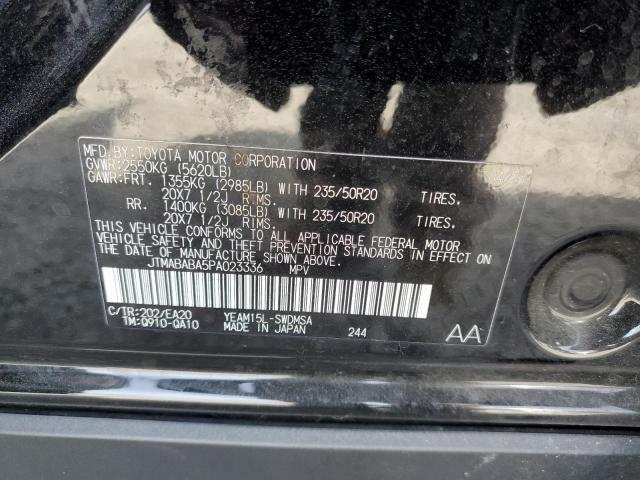 MFD.BY:TOYOTA MOTOR CORPORATION
GVWR:2550KG (5620LB)
GAWR:FRT. 1355KG (2985LB) WITH 235/50R20 TIRES.
20X7 1/2J RIMS.
RR. 1400KG (3085LB) WITH 235/50R20 TIRES.
20X7 1/2J RIMS.
THIS VEHICLE CONFORMS TO ALL APPLICABLE FEDERAL MOTOR
VEHICLE SAFETY AND THEFT PREVENTION STANDARDS IN EFFECT ON
THE DATE OF MANUFACTURE SHOWN ABOVE.
JTMABABA5PA023336 MPV
C/TR:202/EA20 YEAM15L-SWDMSA
TM:Q910-QA10 MADE IN JAPAN 244 AA